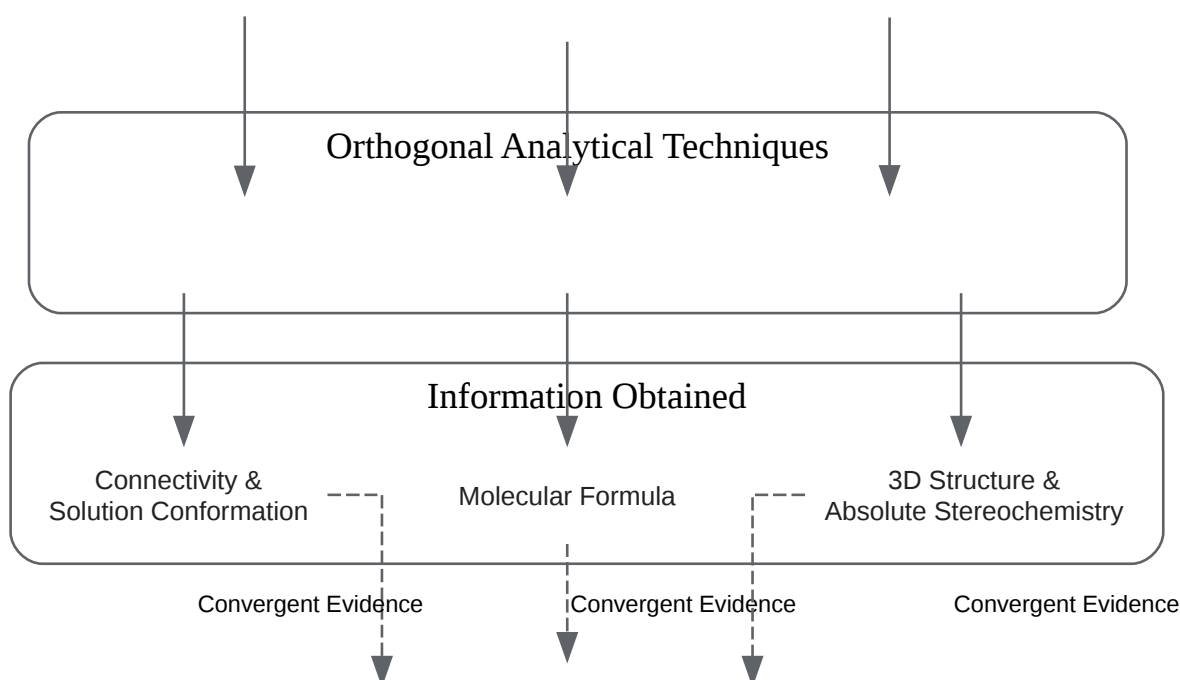 Orthogonal Analytical Techniques
Information Obtained
Connectivity &
Solution Conformation
Molecular Formula
3D Structure &
Absolute Stereochemistry
Convergent Evidence
Convergent Evidence
Convergent Evidence